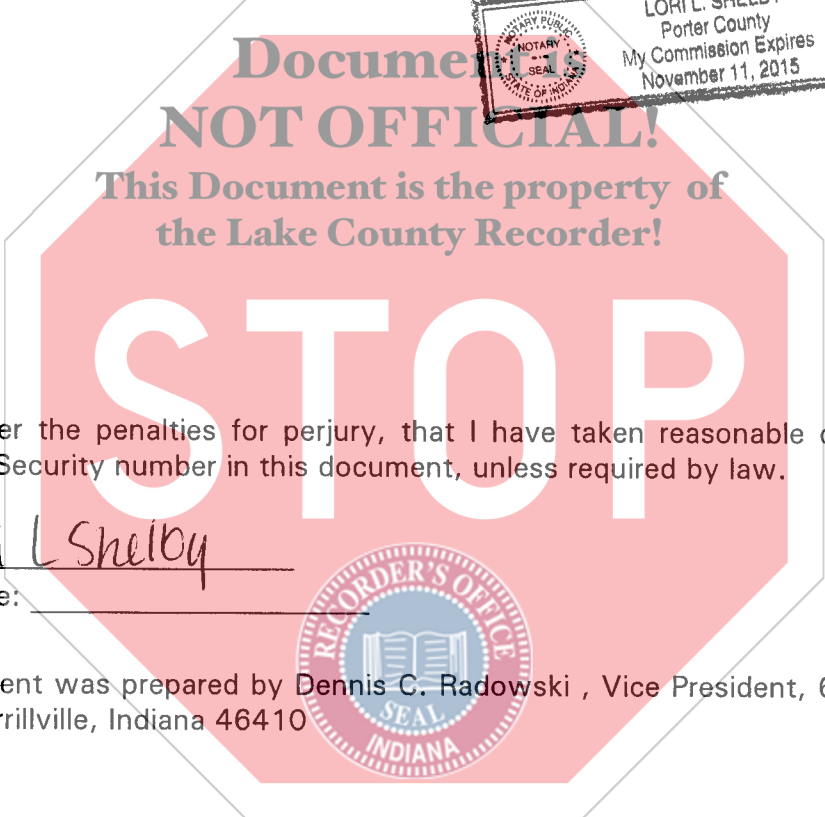 LORI L. SHELBY
Porter County
My Commission Expires
November 11, 2015
NOTARY PUBLIC
NOTARY
SEAL
STATE OF INDIANA
Document is
NOT OFFICIAL!
This Document is the property of
the Lake County Recorder!
STOP
er the penalties for perjury, that I have taken reasonable
Security number in this document, unless required by law.
L Shelby
e:
ent was prepared by Dennis C. Radowski , Vice President, 6
rrillville, Indiana 46410
RECORDER'S OFFICE
SEAL
INDIANA